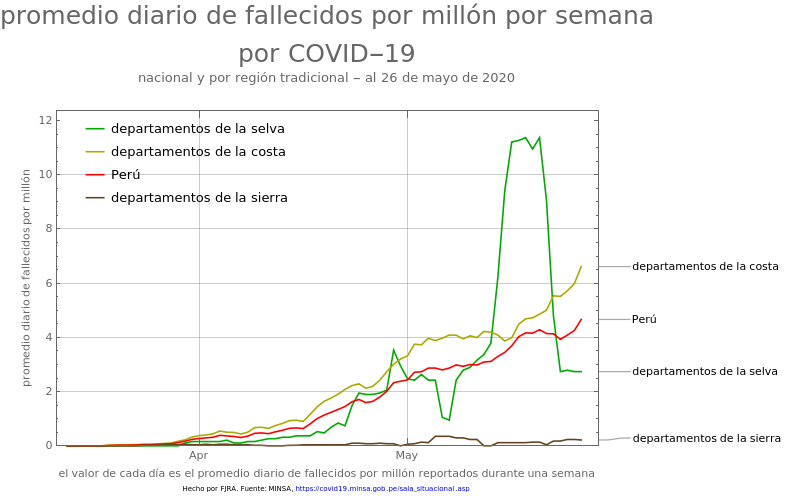 promedio diario de fallecidos por millón por semana
por COVID−19
nacional y por región tradicional − al 26 de mayo de 2020
departamentos de la selva
departamentos de la costa
Perú
departamentos de la sierra
promedio diario de fallecidos por millón
12
10
8
6
4
2
0
Apr
May
departamentos de la costa
Perú
departamentos de la selva
departamentos de la sierra
el valor de cada día es el promedio diario de fallecidos por millón reportados durante una semana
Hecho por FJRA. Fuente: MINSA, https://covid19.minsa.gob.pe/sala_situacional.asp